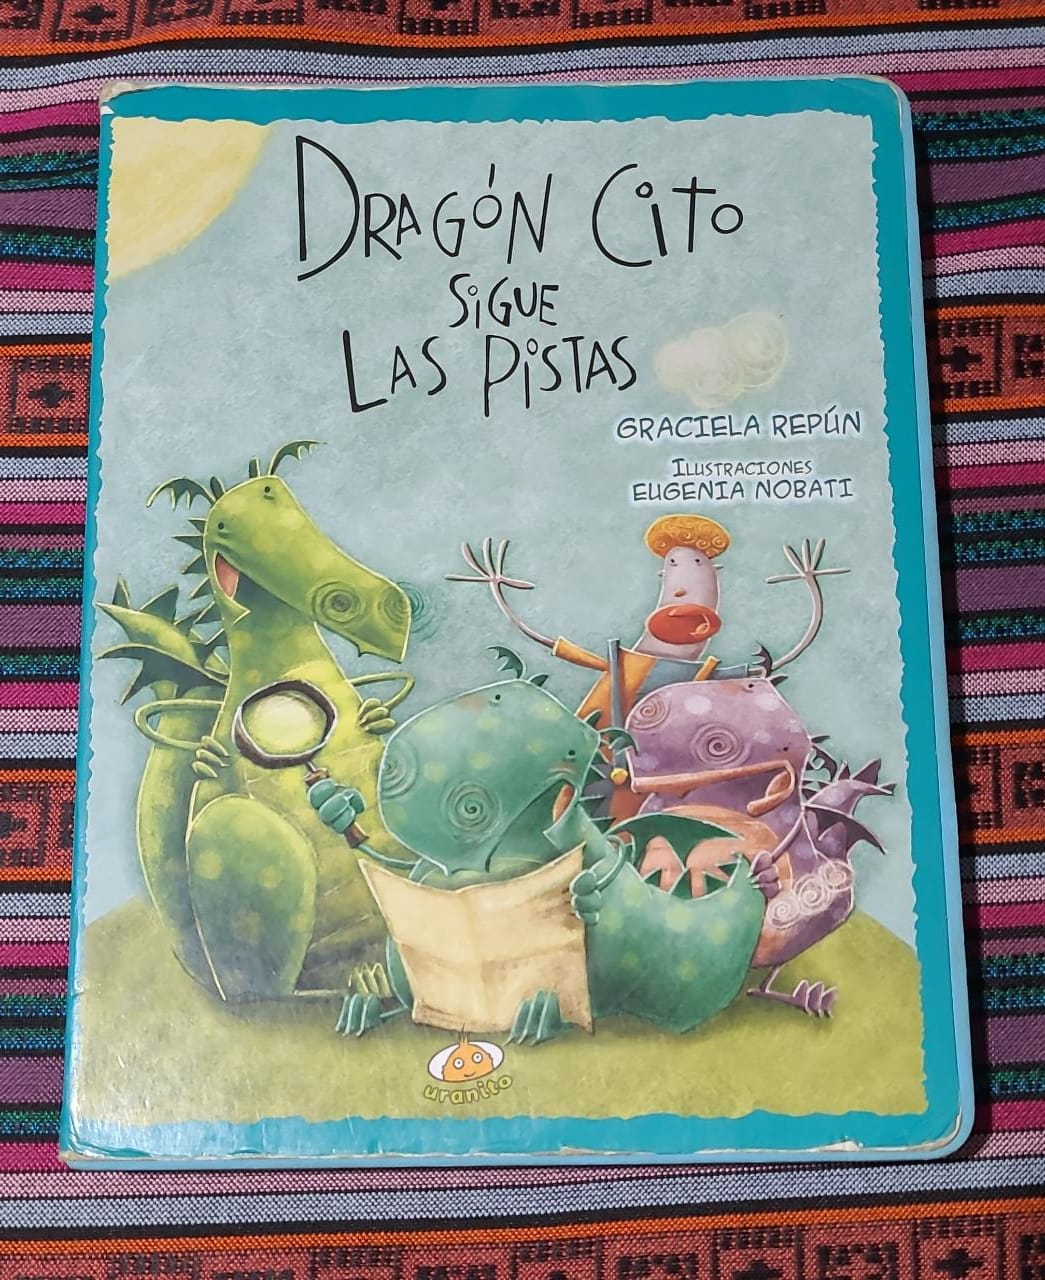 DRAGÓN CITO
SIGUE
LAS PISTAS
GRACIELA REPÚN
ILUSTRACIONES
EUGENIA NOBATI
uranito